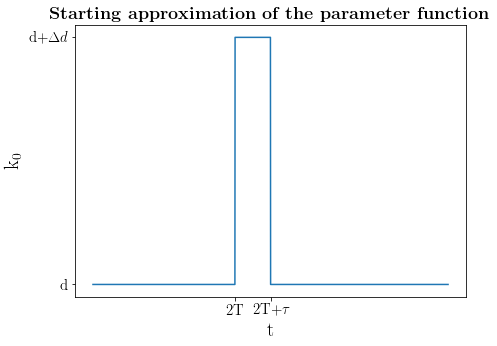 Starting approximation of the parameter function
d+Δd
k₀
d
2T 2T+τ
t